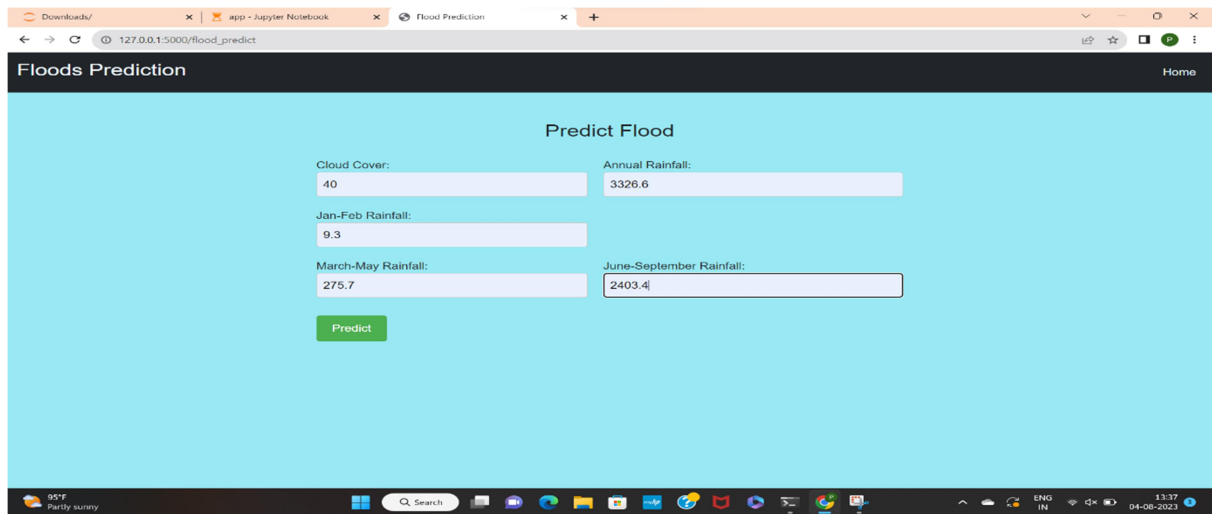 Downloads/
app - Jupyter Notebook
Flood Prediction
127.0.0.1:5000/flood_predict
P
Floods Prediction
Home
Predict Flood
Cloud Cover:
Annual Rainfall:
40
3326.6
Jan-Feb Rainfall:
9.3
March-May Rainfall:
June-September Rainfall:
275.7
2403.4
Predict
95°F
Partly sunny
Search
ENG
IN
13:37
04-08-2023
1